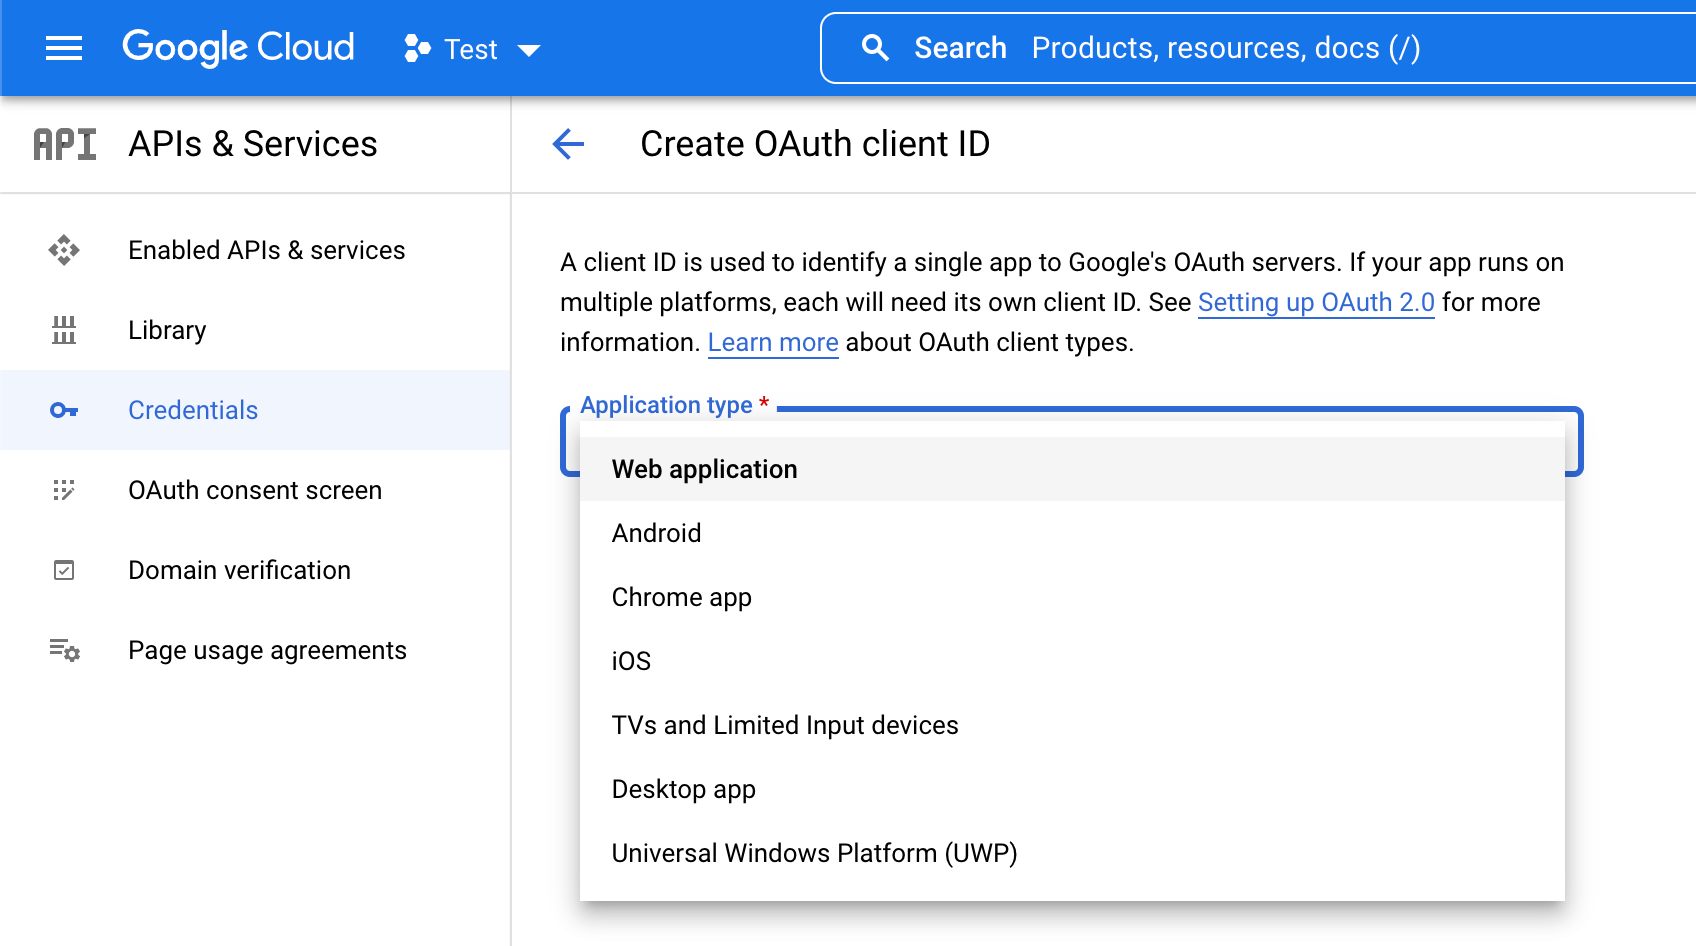 Google Cloud
Test
Search Products, resources, docs (/)
API APIs & Services
Create OAuth client ID
Enabled APIs & services
Library
Credentials
OAuth consent screen
Domain verification
Page usage agreements
A client ID is used to identify a single app to Google's OAuth servers. If your app runs on
multiple platforms, each will need its own client ID. See Setting up OAuth 2.0 for more
information. Learn more about OAuth client types.
Application type *
Web application
Android
Chrome app
iOS
TVs and Limited Input devices
Desktop app
Universal Windows Platform (UWP)